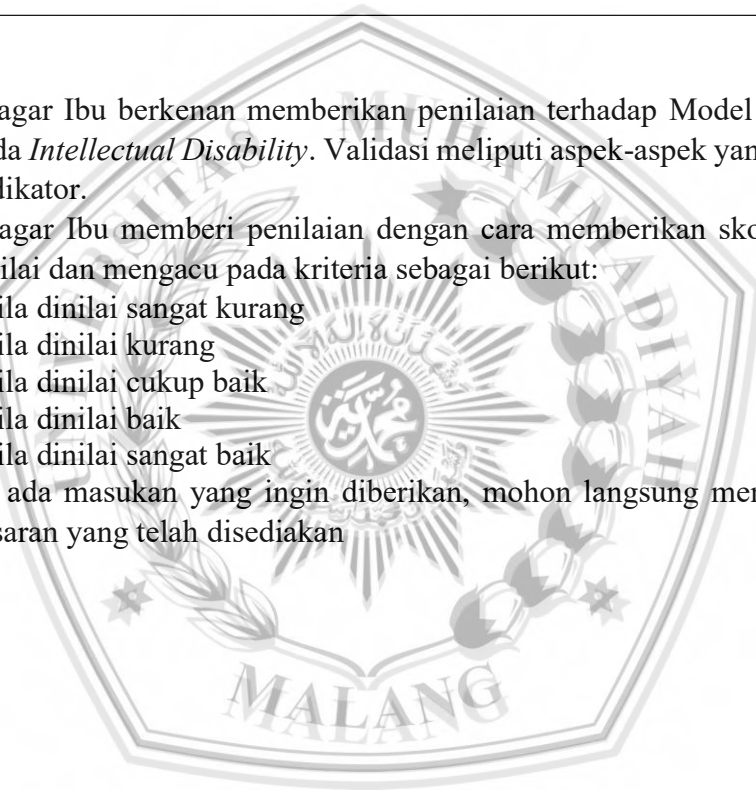 agar Ibu berkenan memberikan penilaian terhadap Model
da Intellectual Disability. Validasi meliputi aspek-aspek yan
dikator.
agar Ibu memberi penilaian dengan cara memberikan sko
ilai dan mengacu pada kriteria sebagai berikut:
ila dinilai sangat kurang
ila dinilai kurang
ila dinilai cukup baik
ila dinilai baik
ila dinilai sangat baik
ada masukan yang ingin diberikan, mohon langsung men
saran yang telah disediakan
UNIVERSITAS MUHAMMADIYAH
MALANG